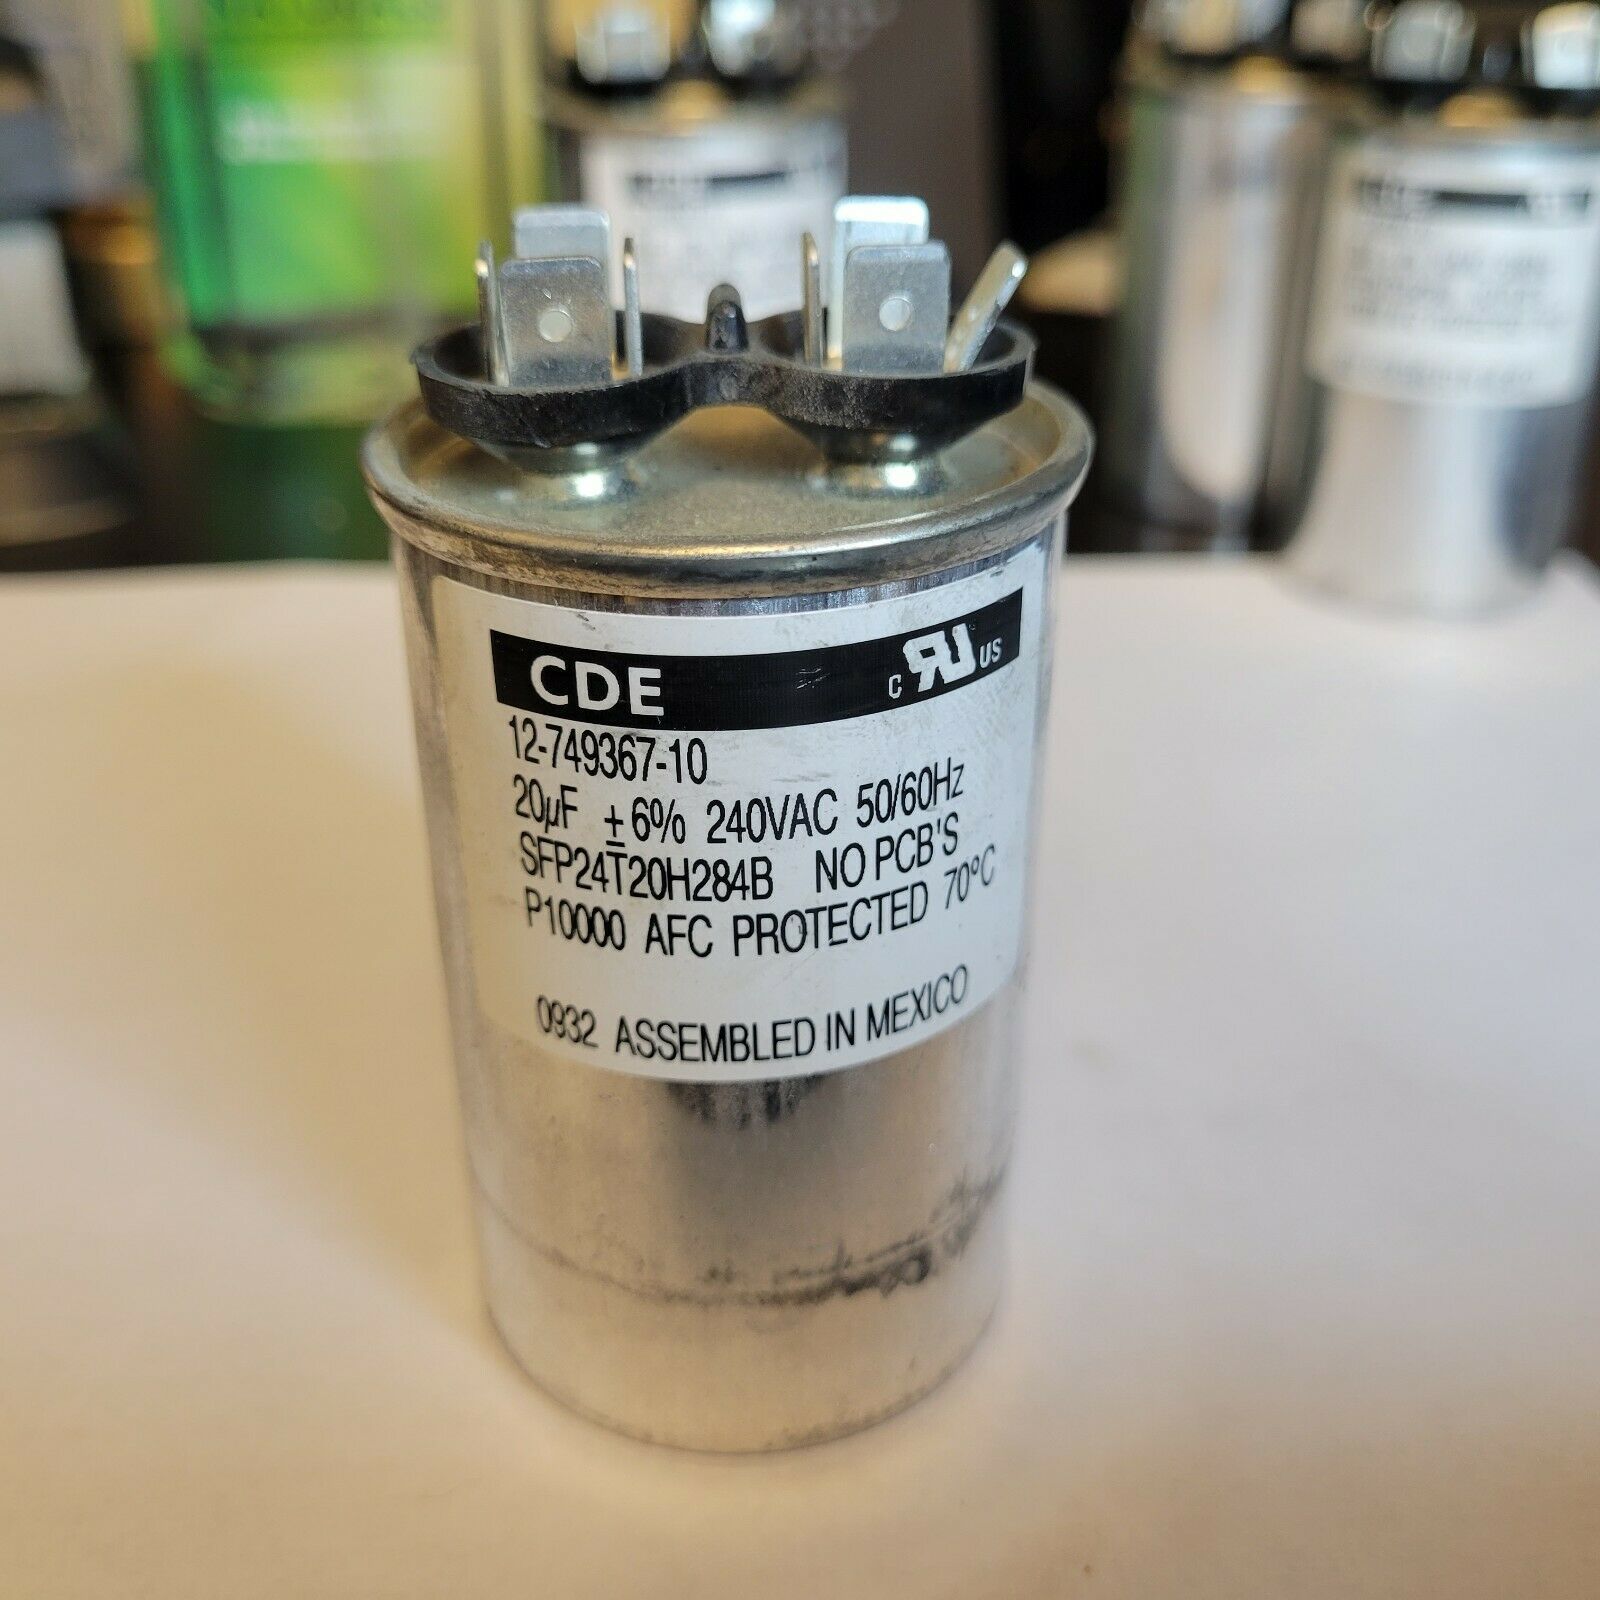 CDE c RU US
12-749367-10
20µF ±6% 240VAC 50/60Hz
SFP24T20H284B NO PCB'S
P10000 AFC PROTECTED 70°C
0932 ASSEMBLED IN MEXICO